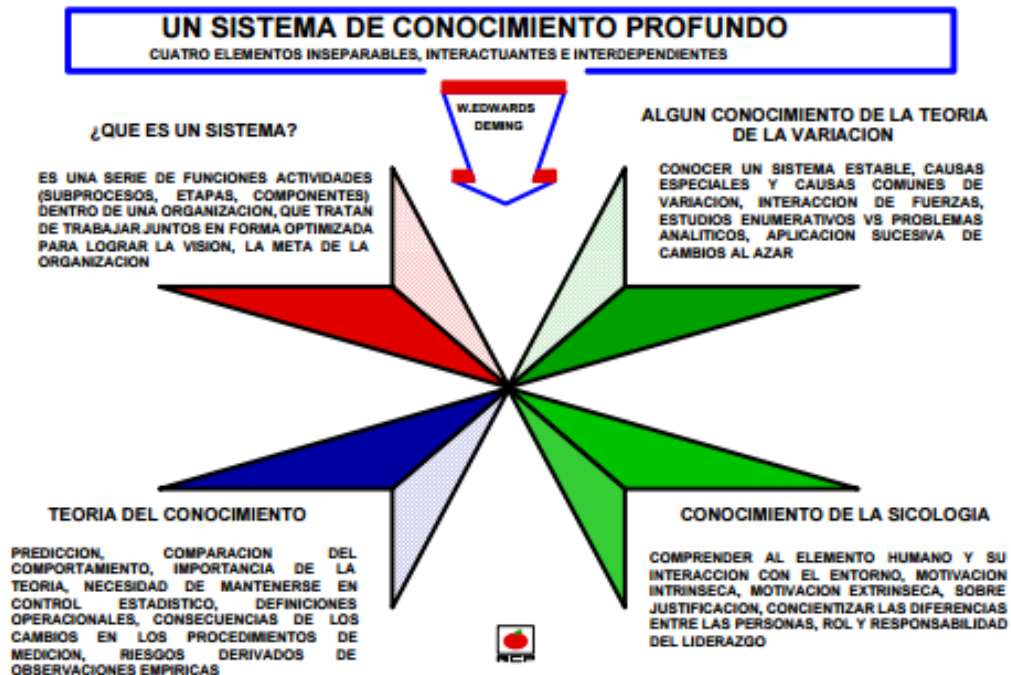 UN SISTEMA DE CONOCIMIENTO PROFUNDO
CUATRO ELEMENTOS INSEPARABLES, INTERACTUANTES E INTERDEPENDIENTES
W.EDWARDS
DEMING
¿QUE ES UN SISTEMA?
ES UNA SERIE DE FUNCIONES ACTIVIDADES
(SUBPROCESOS, ETAPAS, COMPONENTES)
DENTRO DE UNA ORGANIZACION, QUE TRATAN
DE TRABAJAR JUNTOS EN FORMA OPTIMIZADA
PARA LOGRAR LA VISION, LA META DE LA
ORGANIZACION
ALGUN CONOCIMIENTO DE LA TEORIA
DE LA VARIACION
CONOCER UN SISTEMA ESTABLE, CAUSAS
ESPECIALES Y CAUSAS COMUNES DE
VARIACION, INTERACCION DE FUERZAS,
ESTUDIOS ENUMERATIVOS VS PROBLEMAS
ANALITICOS, APLICACION SUCESIVA DE
CAMBIOS AL AZAR
TEORIA DEL CONOCIMIENTO
PREDICCION, COMPARACION DEL
COMPORTAMIENTO, IMPORTANCIA DE LA
TEORIA, NECESIDAD DE MANTENERSE EN
CONTROL ESTADISTICO, DEFINICIONES
OPERACIONALES, CONSECUENCIAS DE LOS
CAMBIOS EN LOS PROCEDIMIENTOS DE
MEDICION, RIESGOS DERIVADOS DE
OBSERVACIONES EMPIRICAS
CONOCIMIENTO DE LA SICOLOGIA
COMPRENDER AL ELEMENTO HUMANO Y SU
INTERACCION CON EL ENTORNO, MOTIVACION
INTRINSECA, MOTIVACION EXTRINSECA, SOBRE
JUSTIFICACION, CONCIENTIZAR LAS DIFERENCIAS
ENTRE LAS PERSONAS, ROL Y RESPONSABILIDAD
DEL LIDERAZGO